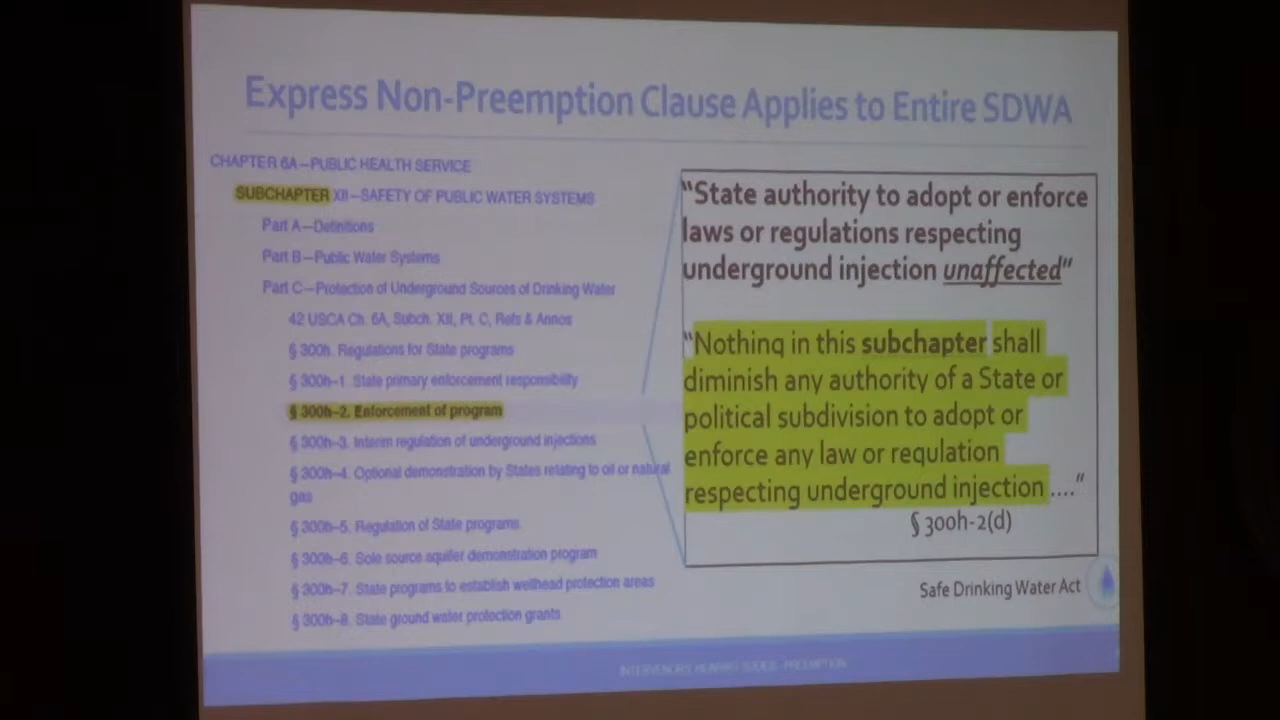 Express Non-Preemption Clause Applies to Entire SDWA
CHAPTER 6A—PUBLIC HEALTH SERVICE
SUBCHAPTER XII—SAFETY OF PUBLIC WATER SYSTEMS
Part A—Definitions
Part B—Public Water Systems
Part C—Protection of Underground Sources of Drinking Water
42 USCA Ch. 6A, Subch. XII, Pt. C, Refs & Annos
§ 300h. Regulations for State programs
§ 300h–1. State primary enforcement responsibility
§ 300h–2. Enforcement of program
§ 300h–3. Interim regulation of underground injections
§ 300h–4. Optional demonstration by States relating to oil or natural
gas
§ 300h–5. Regulation of State programs
§ 300h–6. Sole source aquifer demonstration program
§ 300h–7. State programs to establish wellhead protection areas
§ 300h–8. State ground water protection grants
“State authority to adopt or enforce
laws or regulations respecting
underground injection unaffected”
“Nothing in this subchapter shall
diminish any authority of a State or
political subdivision to adopt or
enforce any law or regulation
respecting underground injection ....”
§ 300h-2(d)
Safe Drinking Water Act
INTERVENOR'S HEARING SLIDES - PREEMPTION